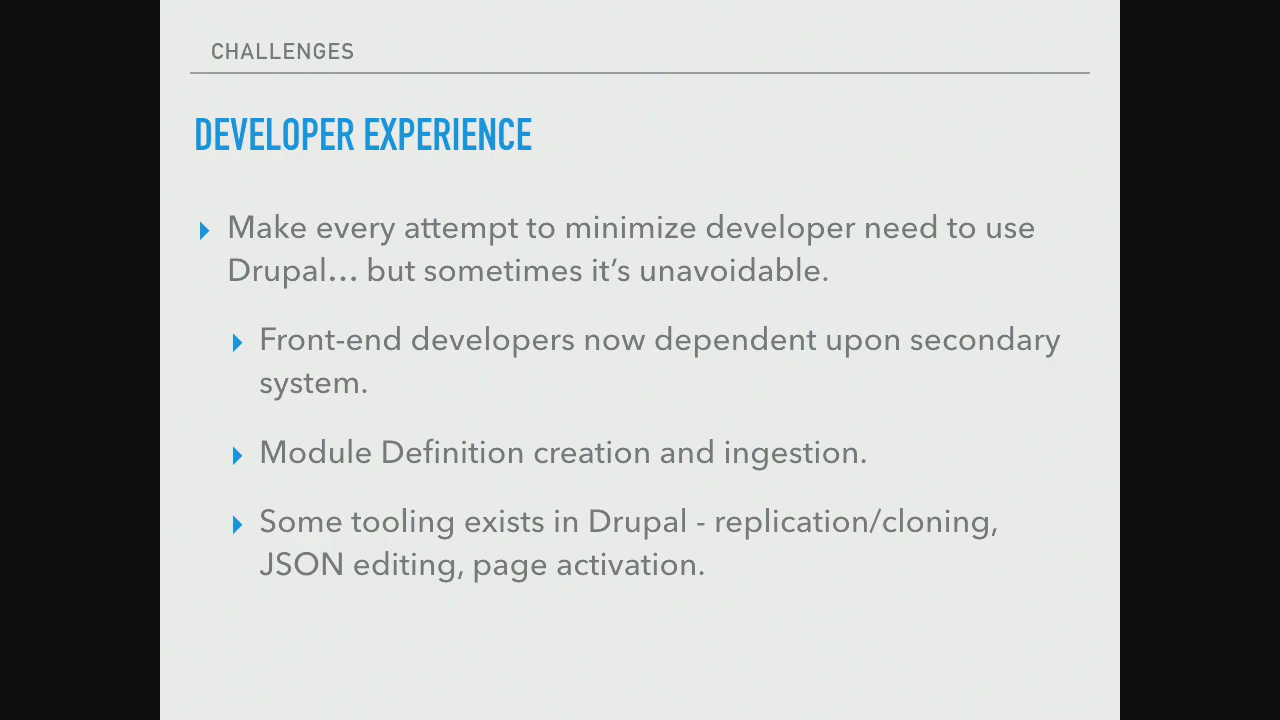 CHALLENGES
DEVELOPER EXPERIENCE
Make every attempt to minimize developer need to use
Drupal… but sometimes it’s unavoidable.
Front-end developers now dependent upon secondary
system.
Module Definition creation and ingestion.
Some tooling exists in Drupal - replication/cloning,
JSON editing, page activation.